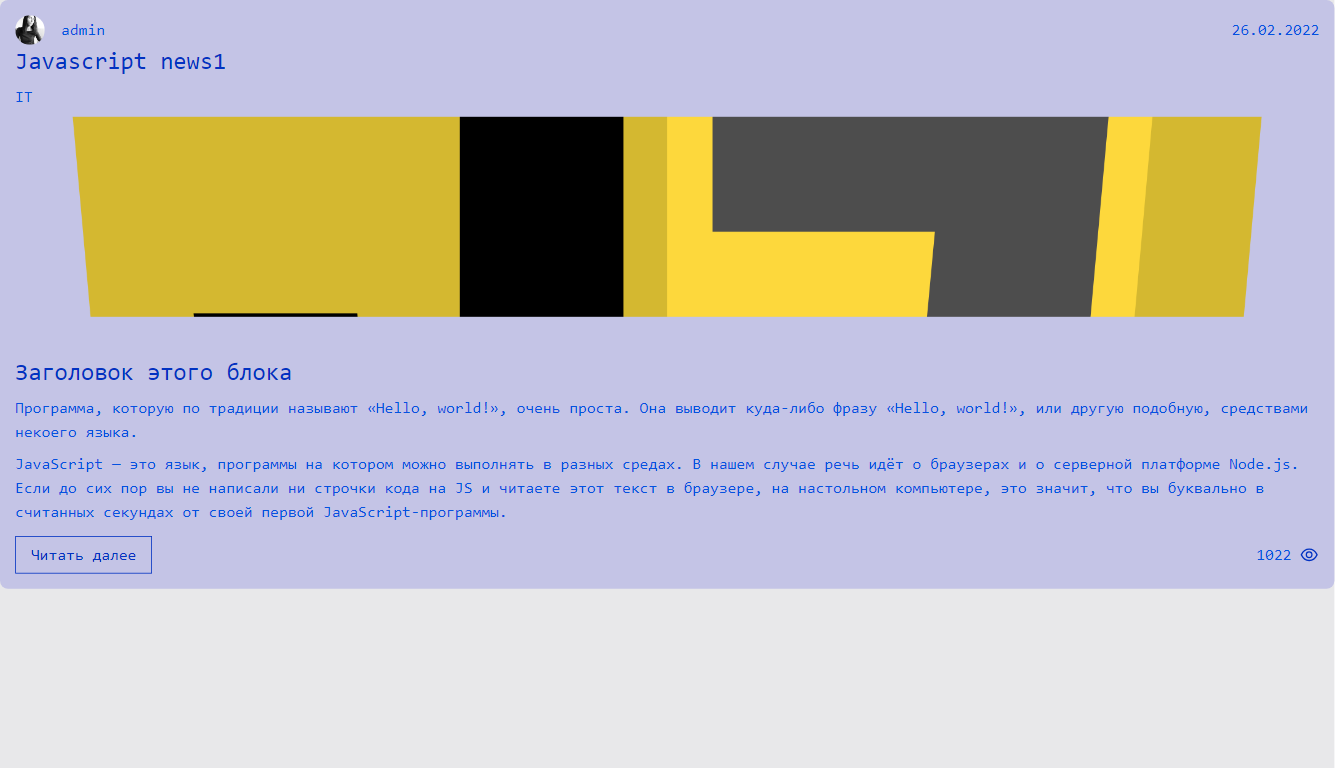 admin 26.02.2022
Javascript news1
IT
Заголовок этого блока
Программа, которую по традиции называют «Hello, world!», очень проста. Она выводит куда-либо фразу «Hello, world!», или другую подобную, средствами
некоего языка.
JavaScript — это язык, программы на котором можно выполнять в разных средах. В нашем случае речь идёт о браузерах и о серверной платформе Node.js.
Если до сих пор вы не написали ни строчки кода на JS и читаете этот текст в браузере, на настольном компьютере, это значит, что вы буквально в
считанных секундах от своей первой JavaScript-программы.
Читать далее 1022